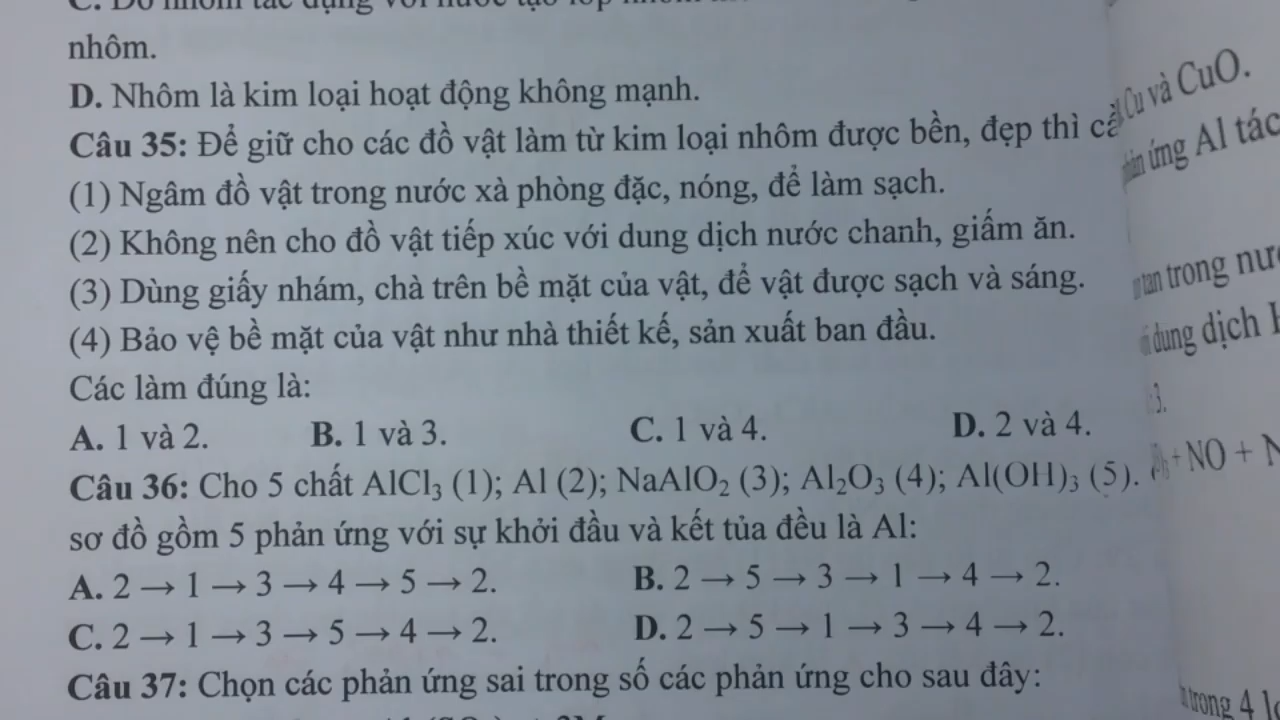 nhôm.
D. Nhôm là kim loại hoạt động không mạnh.
Câu 35: Để giữ cho các đồ vật làm từ kim loại nhôm được bền, đẹp thì
(1) Ngâm đồ vật trong nước xà phòng đặc, nóng, để làm sạch.
(2) Không nên cho đồ vật tiếp xúc với dung dịch nước chanh, giấm ăn.
(3) Dùng giấy nhám, chà trên bề mặt của vật, để vật được sạch và sáng.
(4) Bảo vệ bề mặt của vật như nhà thiết kế, sản xuất ban đầu.
Các làm đúng là:
A. 1 và 2. B. 1 và 3. C. 1 và 4. D. 2 và 4.
Câu 36: Cho 5 chất AlCl₃ (1); Al (2); NaAlO₂ (3); Al₂O₃ (4); Al(OH)₃ (5).
sơ đồ gồm 5 phản ứng với sự khởi đầu và kết tủa đều là Al:
A. 2 → 1 → 3 → 4 → 5 → 2. B. 2 → 5 → 3 → 1 → 4 → 2.
C. 2 → 1 → 3 → 5 → 4 → 2. D. 2 → 5 → 1 → 3 → 4 → 2.
Câu 37: Chọn các phản ứng sai trong số các phản ứng cho sau đây:
Cu và CuO.
ứng Al tác
tan trong
dung dịch
3.
+ NO +
trong 4